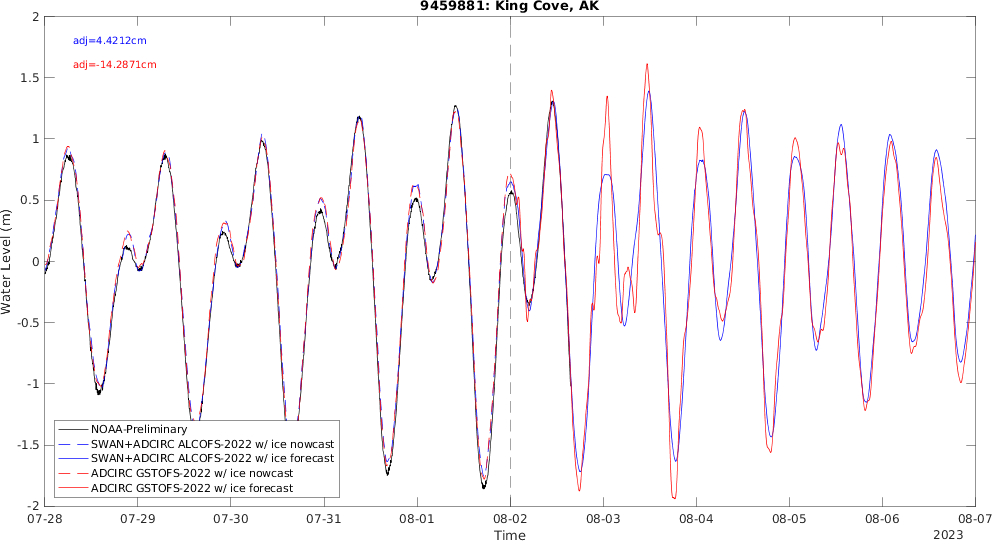 9459881: King Cove, AK
adj=4.4212cm
adj=-14.2871cm
2
1.5
1
0.5
0
-0.5
-1
-1.5
-2
Water Level (m)
NOAA-Preliminary
SWAN+ADCIRC ALCOFS-2022 w/ ice nowcast
SWAN+ADCIRC ALCOFS-2022 w/ ice forecast
ADCIRC GSTOFS-2022 w/ ice nowcast
ADCIRC GSTOFS-2022 w/ ice forecast
07-28 07-29 07-30 07-31 08-01 08-02 08-03 08-04 08-05 08-06 08-07
Time
2023